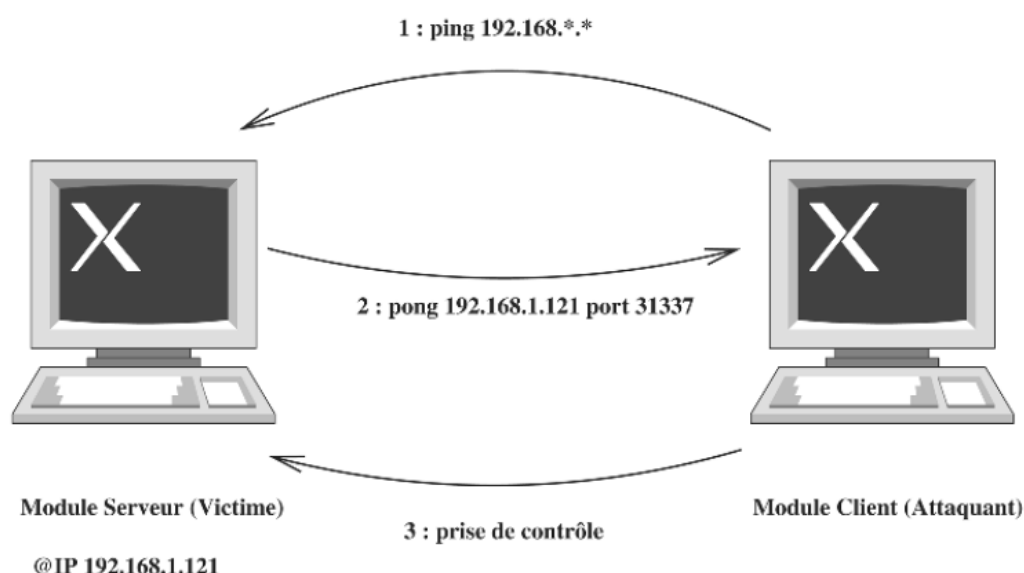 1 : ping 192.168.*.*
2 : pong 192.168.1.121 port 31337
Module Serveur (Victime)
Module Client (Attaquant)
3 : prise de contrôle
@IP 192.168.1.121